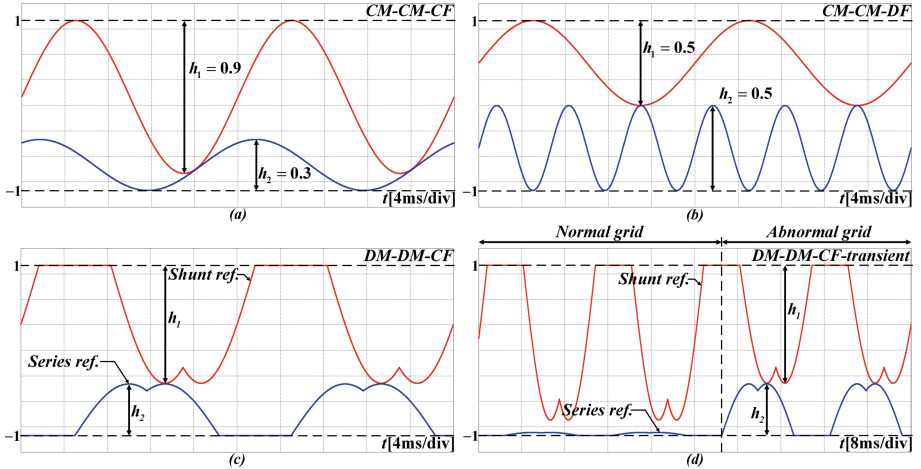 CM-CM-CF
1
h1 = 0.9
h2 = 0.3
−1
t[4ms/div]
(a)
CM-CM-DF
1
h1 = 0.5
h2 = 0.5
−1
t[4ms/div]
(b)
DM-DM-CF
1
Shunt ref.
h1
Series ref.
h2
−1
t[4ms/div]
(c)
Normal grid
Abnormal grid
DM-DM-CF-transient
1
Shunt ref.
h1
Series ref.
h2
−1
t[8ms/div]
(d)